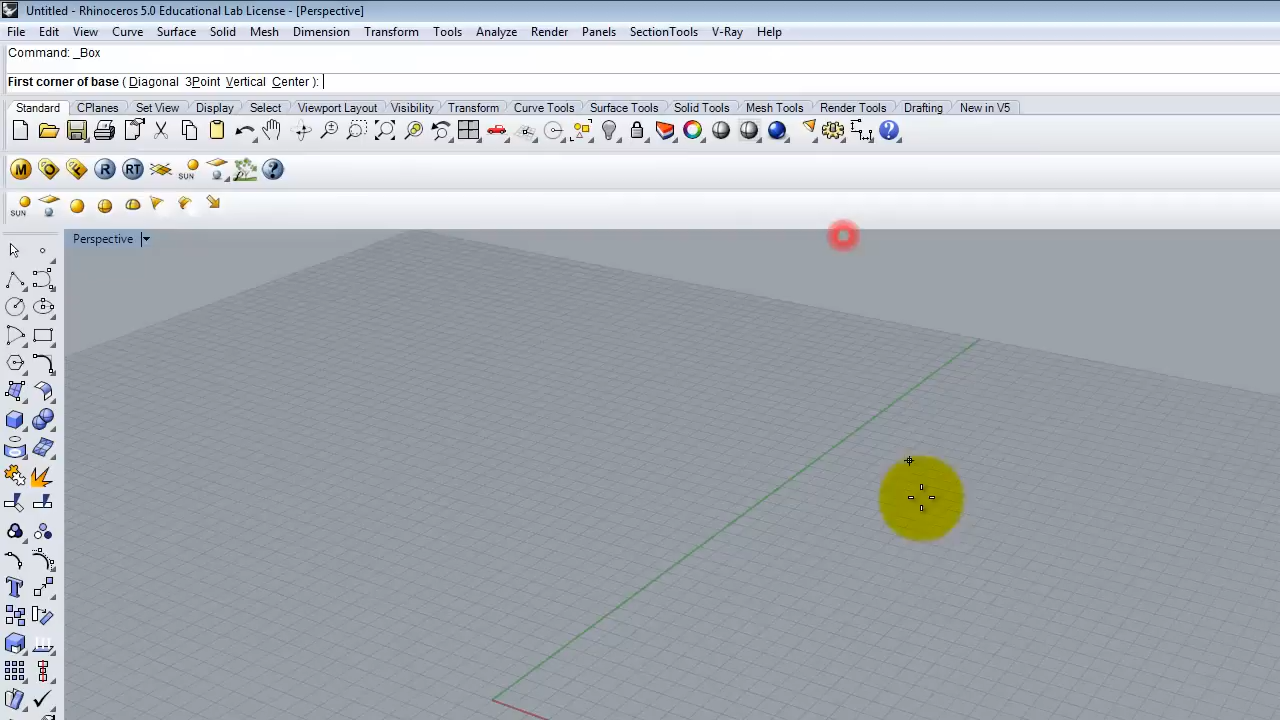 Untitled - Rhinoceros 5.0 Educational Lab License - [Perspective]
File Edit View Curve Surface Solid Mesh Dimension Transform Tools Analyze Render Panels SectionTools V-Ray Help
Command: _Box
First corner of base ( Diagonal 3Point Vertical Center ):
Standard CPlanes Set View Display Select Viewport Layout Visibility Transform Curve Tools Surface Tools Solid Tools Mesh Tools Render Tools Drafting New in V5
M O F R RT SUN ?
SUN
Perspective